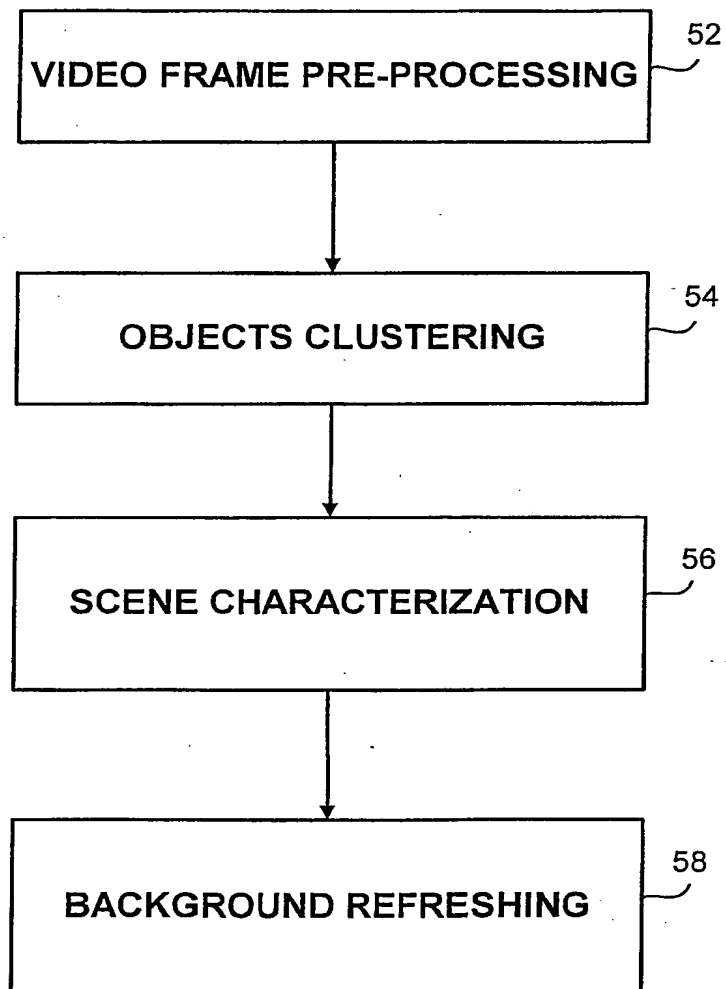 52
VIDEO FRAME PRE-PROCESSING
54
OBJECTS CLUSTERING
56
SCENE CHARACTERIZATION
58
BACKGROUND REFRESHING